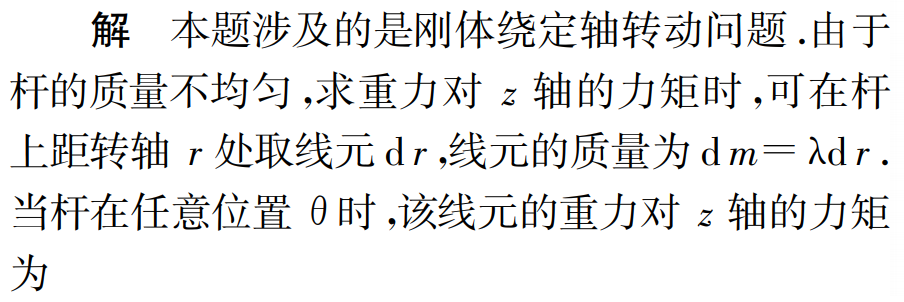 解　本题涉及的是刚体绕定轴转动问题.由于
杆的质量不均匀,求重力对 z 轴的力矩时,可在杆
上距转轴 r 处取线元 dr,线元的质量为 dm=λdr.
当杆在任意位置 θ时,该线元的重力对 z 轴的力矩
为